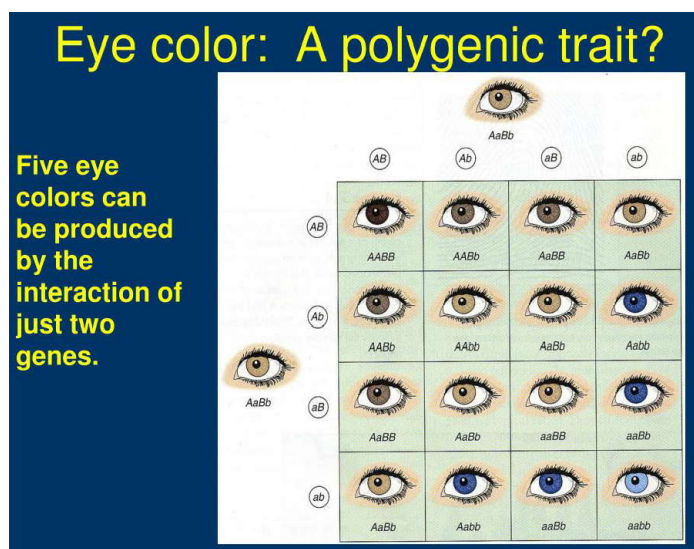 Eye color: A polygenic trait?
AaBb
Five eye
colors can
be produced
by the
interaction of
just two
genes.
AB Ab aB ab
AB
AABB AABb AaBB AaBb
Ab
AABb AAbb AaBb Aabb
AaBb
aB
AaBB AaBb aaBB aaBb
ab
AaBb Aabb aaBb aabb